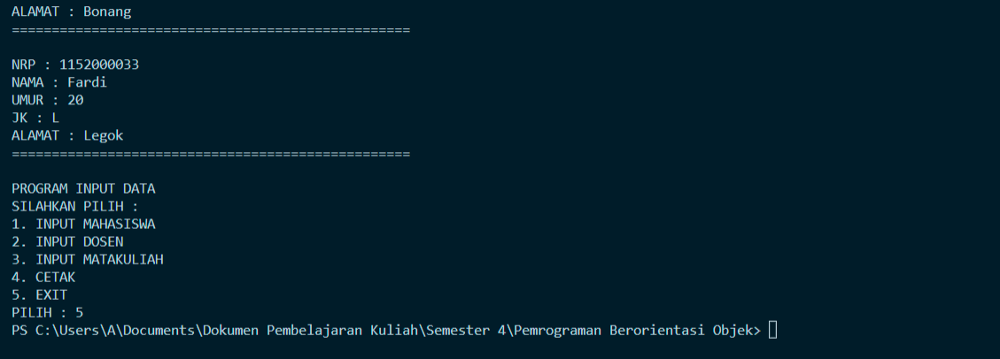 ALAMAT : Bonang
==================================================
NRP : 1152000033
NAMA : Fardi
UMUR : 20
JK : L
ALAMAT : Legok
==================================================
PROGRAM INPUT DATA
SILAHKAN PILIH :
1. INPUT MAHASISWA
2. INPUT DOSEN
3. INPUT MATAKULIAH
4. CETAK
5. EXIT
PILIH : 5
PS C:\Users\A\Documents\Dokumen Pembelajaran Kuliah\Semester 4\Pemrograman Berorientasi Objek>